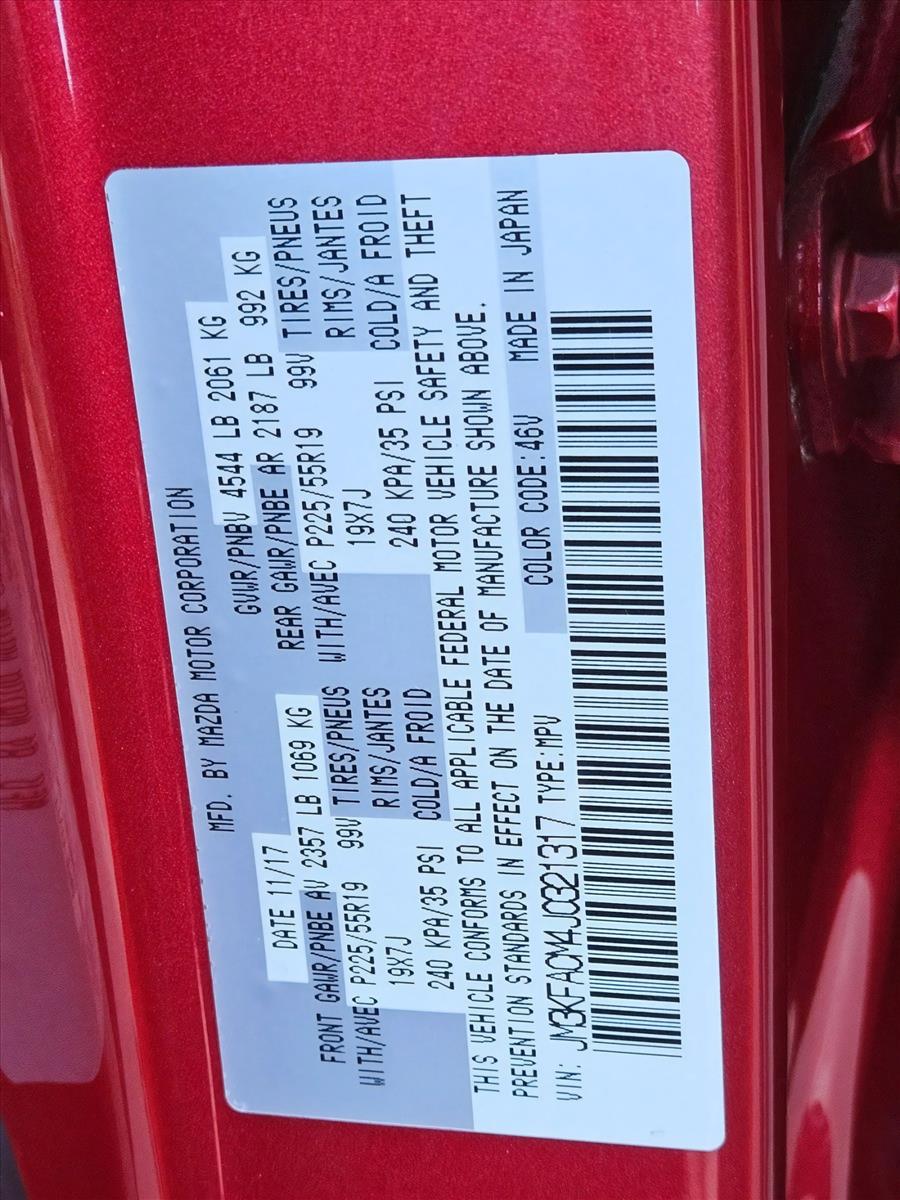 MFD. BY MAZDA MOTOR CORPORATION
DATE 11/17 GVWR/PNBV 4544 LB 2061 KG
FRONT GAWR/PNBE AV 2357 LB 1069 KG REAR GAWR/PNBE AR 2187 LB 992 KG
WITH/AVEC P225/55R19 99V TIRES/PNEUS WITH/AVEC P225/55R19 99V TIRES/PNEUS
19X7J RIMS/JANTES 19X7J RIMS/JANTES
240 KPA/35 PSI COLD/A FROID 240 KPA/35 PSI COLD/A FROID
THIS VEHICLE CONFORMS TO ALL APPLICABLE FEDERAL MOTOR VEHICLE SAFETY AND THEFT
PREVENTION STANDARDS IN EFFECT ON THE DATE OF MANUFACTURE SHOWN ABOVE.
COLOR CODE:46V MADE IN JAPAN
VIN: JM3KFACM4J0321317 TYPE:MPV